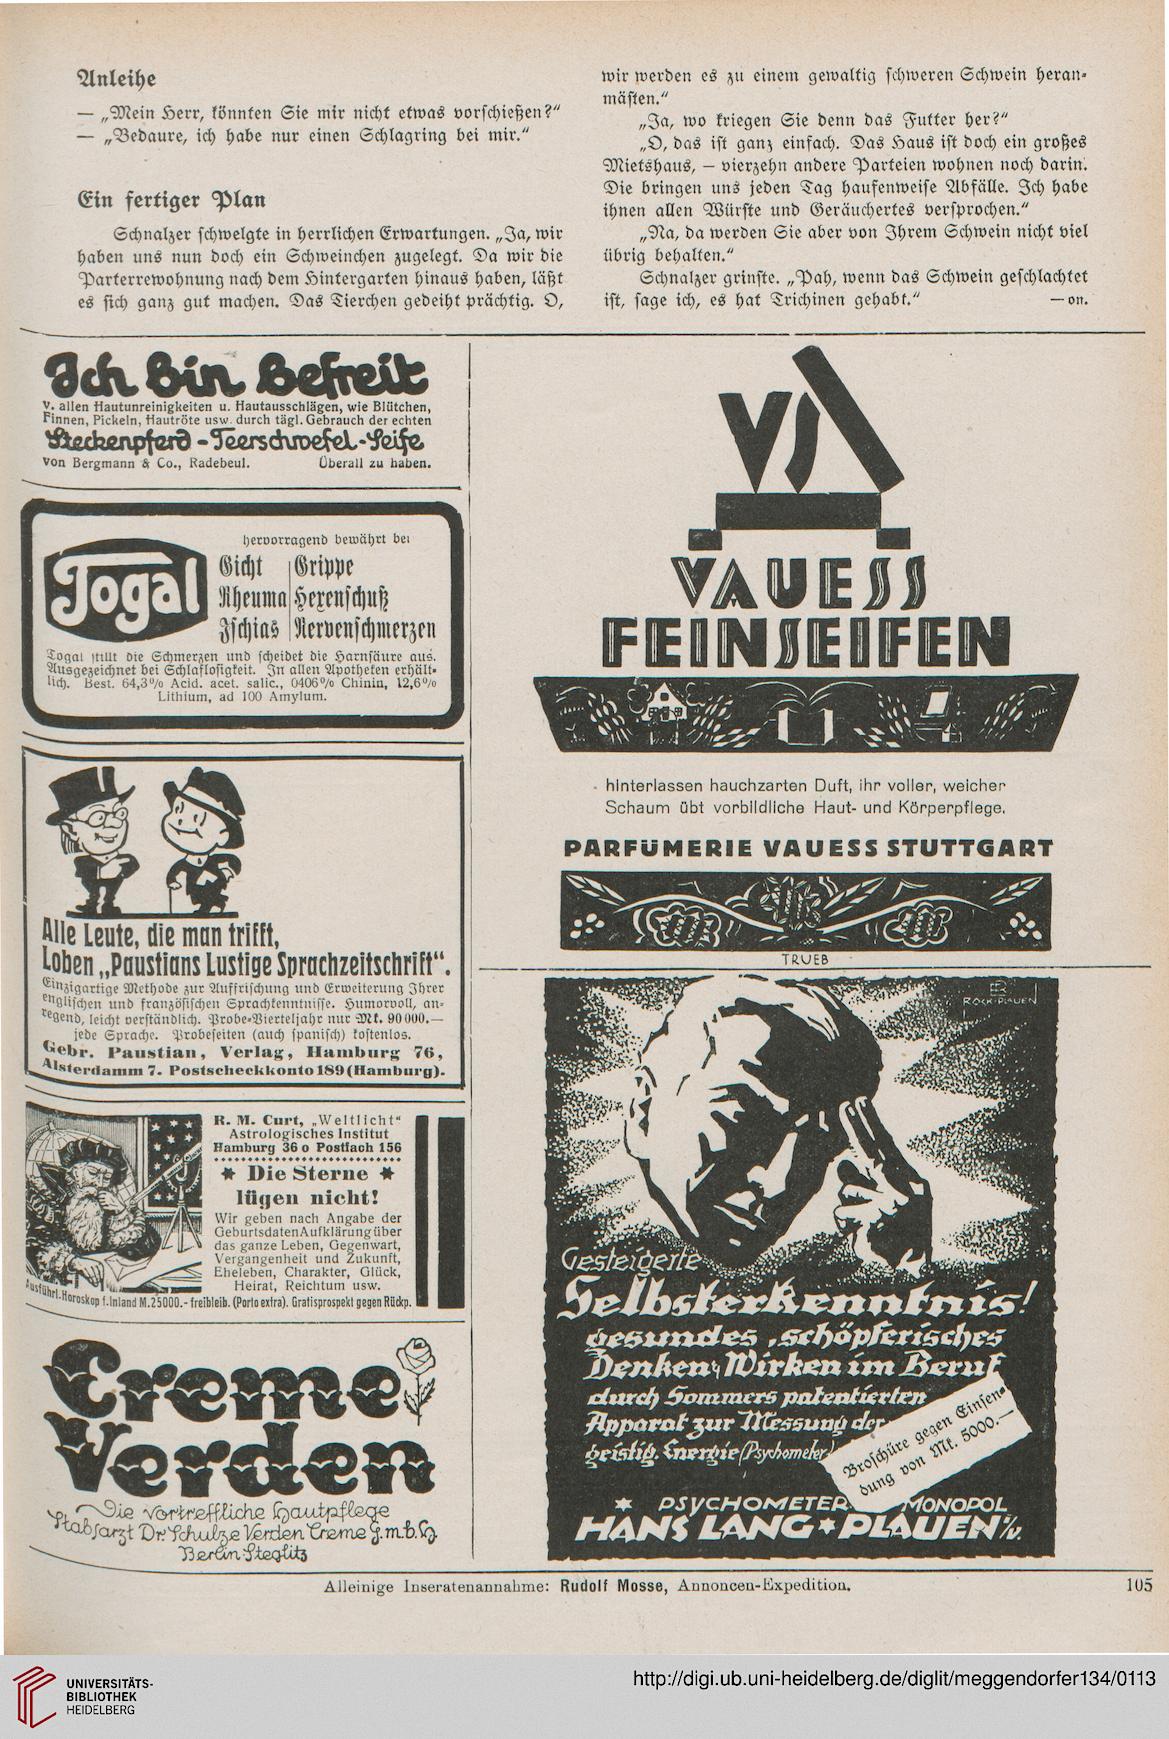 Anleihe
— „Mein Herr, könnten Sie mir nicht etwas vorschießen?"
— „Bedaure, ich habe nur einen Schlagring bei mir."
Ein fertiger Plan
Schnalzer schwelgte in herrlichen Erwartungen. „Ja, wir
haben uns nun doch ein Schweinchen zugelegt. Da wir die
Parterrewohnung nach dem Hintergarten hinaus haben, läßt
es sich ganz gut machen. Das Tierchen gedeiht prächtig. O,
wir werden es zu einem gewaltig schweren Schwein heran-
mästen."
„Ja, wo kriegen Sie denn das Futter her?"
„O, das ist ganz einfach. Das Haus ist doch ein großes
Mietshaus, — vierzehn andere Parteien wohnen noch darin.
Die bringen uns jeden Tag haufenweise Abfälle. Ich habe
ihnen allen Würste und Geräuchertes versprochen."
„Na, da werden Sie aber von Ihrem Schwein nicht viel
übrig behalten."
Schnalzer grinste. „Pah, wenn das Schwein geschlachtet
ist, sage ich, es hat Trichinen gehabt." — on.
Ich bin befreit
v. allen Hautunreinigkeiten u. Hautausschlägen, wie Blütchen,
Finnen, Pickeln, Hautröte usw. durch tägl. Gebrauch der echten
Steckenpferd-Teerschwefel-Seife
von Bergmann & Co., Radebeul. Überall zu haben.
hervorragend bewährt bei
Togal
Gicht Grippe
Rheuma Hexenschuß
Ischias Nervenschmerzen
Togal stillt die Schmerzen und scheidet die Harnsäure aus.
Ausgezeichnet bei Schlaflosigkeit. In allen Apotheken erhält-
lich. Best. 64,3% Acid. acet. salic., 0406% Chinin, 12,6%
Lithium, ad 100 Amylum.
Alle Leute, die man trifft,
Loben „Paustians Lustige Sprachzeitschrift".
Einzigartige Methode zur Auffrischung und Erweiterung Ihrer
englischen und französischen Sprachkenntnisse. Humorvoll, an-
regend, leicht verständlich. Probe-Vierteljahr nur Mk. 90000.—
jede Sprache. Probeseiten (auch spanisch) kostenlos.
Gebr. Paustian, Verlag, Hamburg 76,
Alsterdamm 7. Postscheckkonto 189 (Hamburg).
R. M. Curt, „Weltlicht"
Astrologisches Institut
Hamburg 36 o Postfach 156
* Die Sterne *
lügen nicht!
Wir geben nach Angabe der
Geburtsdaten Aufklärung über
das ganze Leben, Gegenwart,
Vergangenheit und Zukunft,
Eheleben, Charakter, Glück,
Heirat, Reichtum usw.
Ausführl. Horoskop f. Inland M. 25000.- freibleib. (Porto extra). Gratisprospekt gegen Rückp.
Creme
Verden
Die vortreffliche Hautpflege
Stabsarzt Dr. Schulze Verden Creme G.m.b.H.
Berlin-Steglitz
VS
VAUESS
FEINSEIFEN
hinterlassen hauchzarten Duft, ihr voller, weicher
Schaum übt vorbildliche Haut- und Körperpflege.
PARFÜMERIE VAUESS STUTTGART
TRUEB
ROCK-PLAUEN
Gesteigerte
Selbsterkenntnis!
gesundes, schöpferisches
Denken, Wirken im Beruf
durch Sommers patentierten
Apparat zur Messung der
geistig. Energie (Psychometer)
Broschüre gegen Einsen-
dung von Mk. 5000.—
* PSYCHOMETER MONOPOL
HANS LANG * PLAUEN i/v.
Alleinige Inseratenannahme: Rudolf Mosse, Annoncen-Expedition.
105
UNIVERSITÄTS-
BIBLIOTHEK
HEIDELBERG
http://digi.ub.uni-heidelberg.de/diglit/meggendorfer134/0113